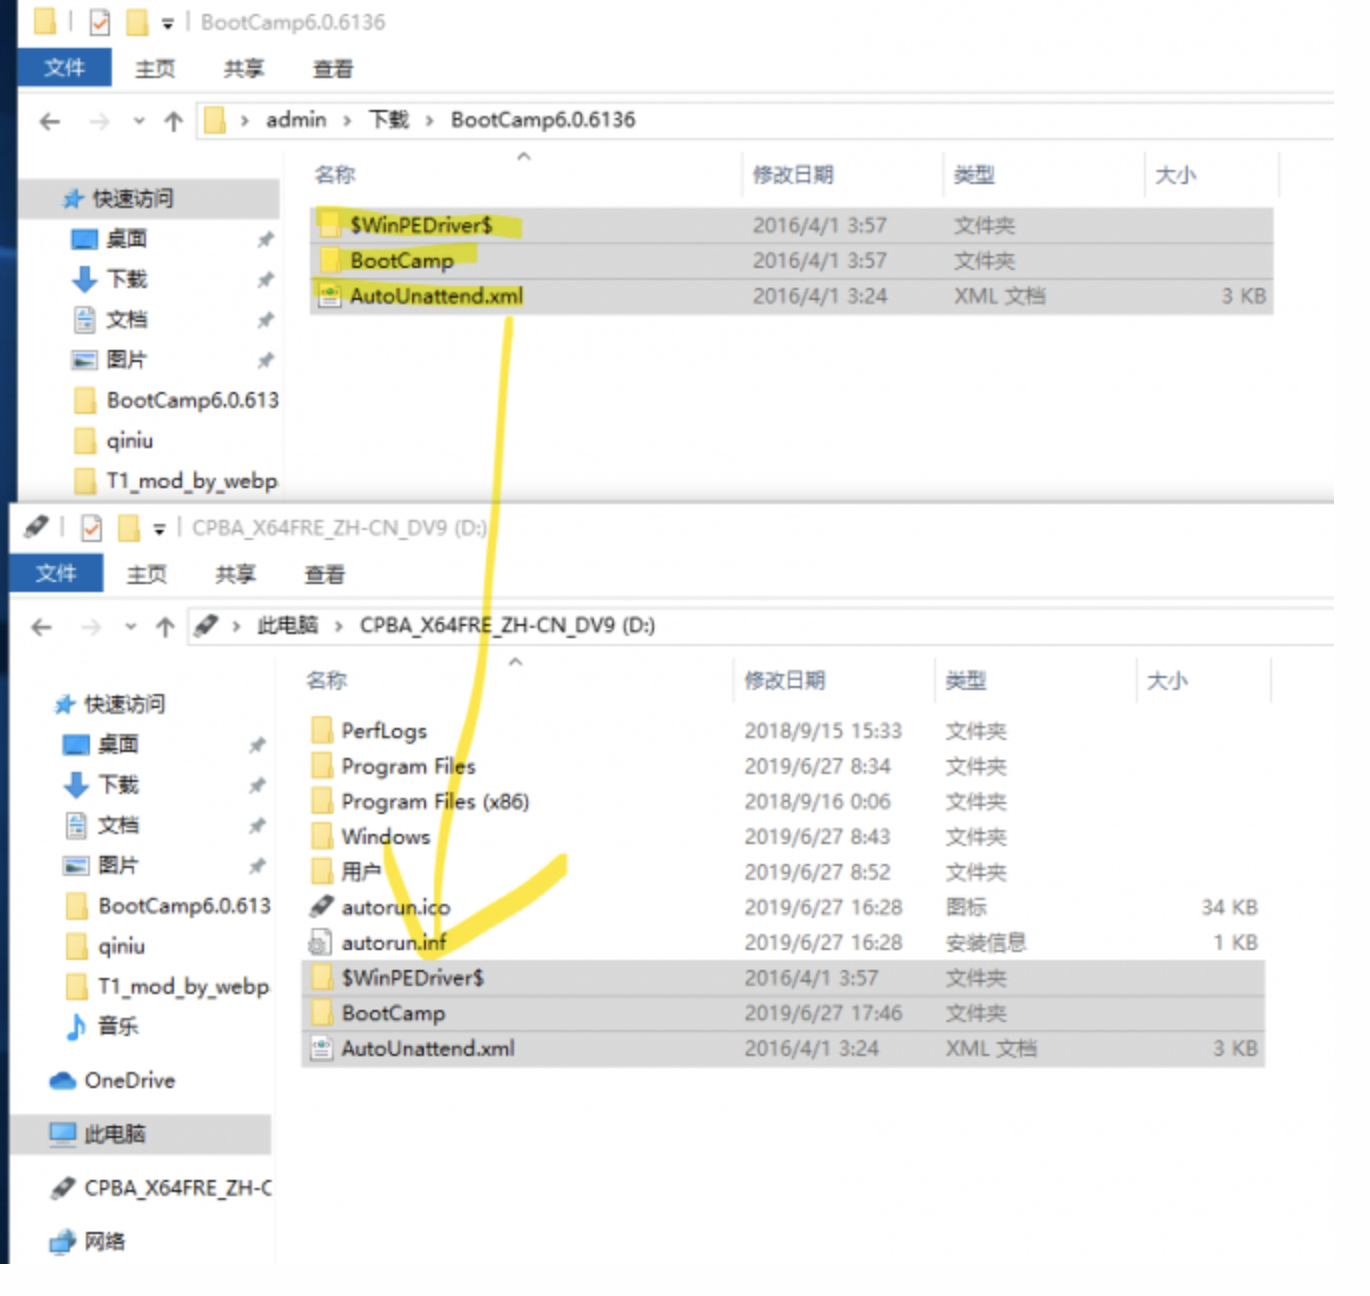 BootCamp6.0.6136
文件 主页 共享 查看
admin 下载 BootCamp6.0.6136
名称 修改日期 类型 大小
快速访问
桌面
下载
文档
图片
BootCamp6.0.613
qiniu
T1_mod_by_webp
$WinPEDriver$ 2016/4/1 3:57 文件夹
BootCamp 2016/4/1 3:57 文件夹
AutoUnattend.xml 2016/4/1 3:24 XML 文档 3 KB
CPBA_X64FRE_ZH-CN_DV9 (D:)
文件 主页 共享 查看
此电脑 CPBA_X64FRE_ZH-CN_DV9 (D:)
名称 修改日期 类型 大小
快速访问
桌面
下载
文档
图片
BootCamp6.0.613
qiniu
T1_mod_by_webp
音乐
OneDrive
此电脑
CPBA_X64FRE_ZH-C
网络
PerfLogs 2018/9/15 15:33 文件夹
Program Files 2019/6/27 8:34 文件夹
Program Files (x86) 2018/9/16 0:06 文件夹
Windows 2019/6/27 8:43 文件夹
用户 2019/6/27 8:52 文件夹
autorun.ico 2019/6/27 16:28 图标 34 KB
autorun.inf 2019/6/27 16:28 安装信息 1 KB
$WinPEDriver$ 2016/4/1 3:57 文件夹
BootCamp 2019/6/27 17:46 文件夹
AutoUnattend.xml 2016/4/1 3:24 XML 文档 3 KB